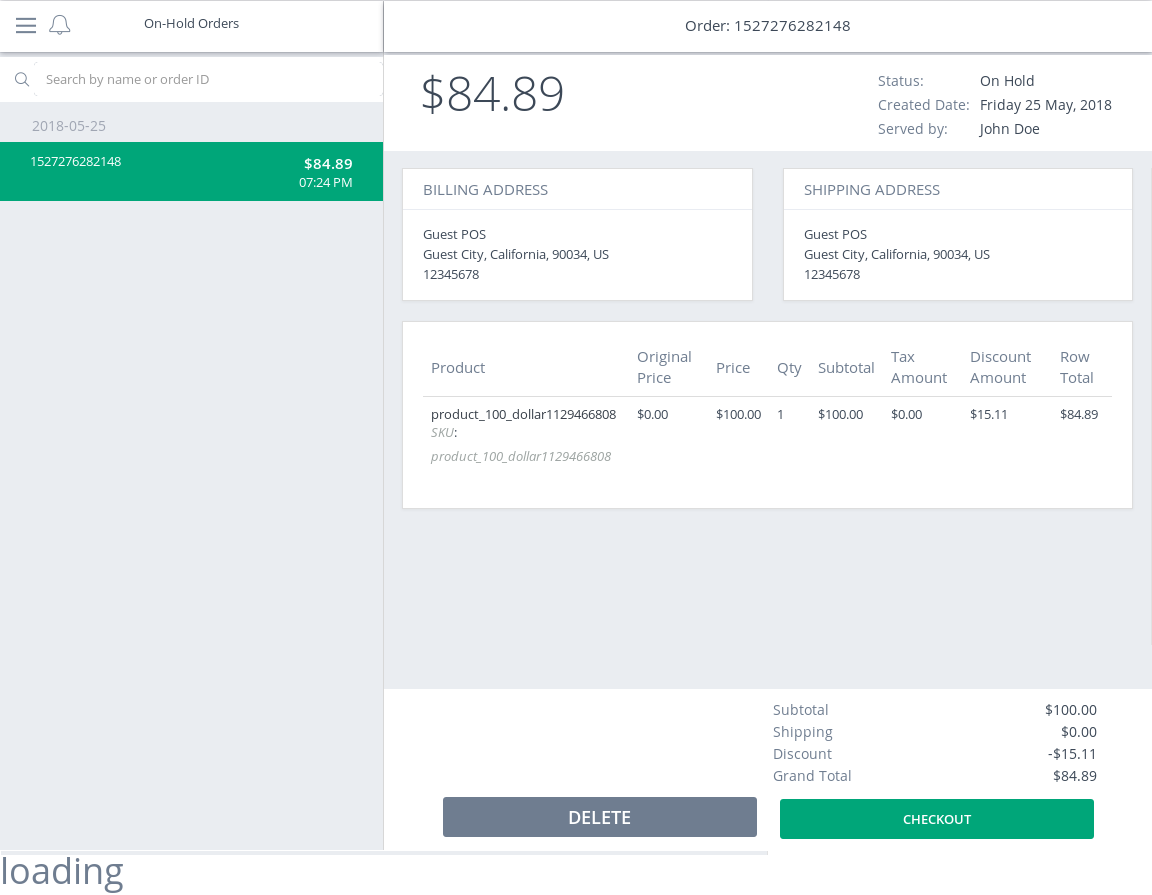 On-Hold Orders
Order: 1527276282148
Search by name or order ID
2018-05-25
1527276282148 $84.89
07:24 PM
$84.89
Status: On Hold
Created Date: Friday 25 May, 2018
Served by: John Doe
BILLING ADDRESS
Guest POS
Guest City, California, 90034, US
12345678
SHIPPING ADDRESS
Guest POS
Guest City, California, 90034, US
12345678
Product Original Price Price Qty Subtotal Tax Amount Discount Amount Row Total
product_100_dollar1129466808 $0.00 $100.00 1 $100.00 $0.00 $15.11 $84.89
SKU:
product_100_dollar1129466808
Subtotal $100.00
Shipping $0.00
Discount -$15.11
Grand Total $84.89
DELETE CHECKOUT
loading